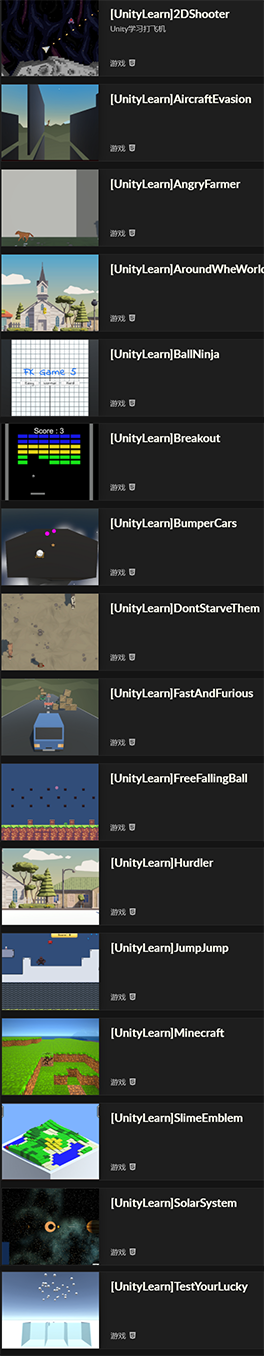 [UnityLearn]2DShooter
Unity学习打飞机
游戏
[UnityLearn]AircraftEvasion
游戏
[UnityLearn]AngryFarmer
游戏
[UnityLearn]AroundWheWorld
游戏
FK Game 5
[UnityLearn]BallNinja
游戏
Score : 3
[UnityLearn]Breakout
游戏
[UnityLearn]BumperCars
游戏
[UnityLearn]DontStarveThem
游戏
[UnityLearn]FastAndFurious
游戏
[UnityLearn]FreeFallingBall
游戏
[UnityLearn]Hurdler
游戏
[UnityLearn]JumpJump
游戏
[UnityLearn]Minecraft
游戏
[UnityLearn]SlimeEmblem
游戏
[UnityLearn]SolarSystem
游戏
[UnityLearn]TestYourLucky
游戏